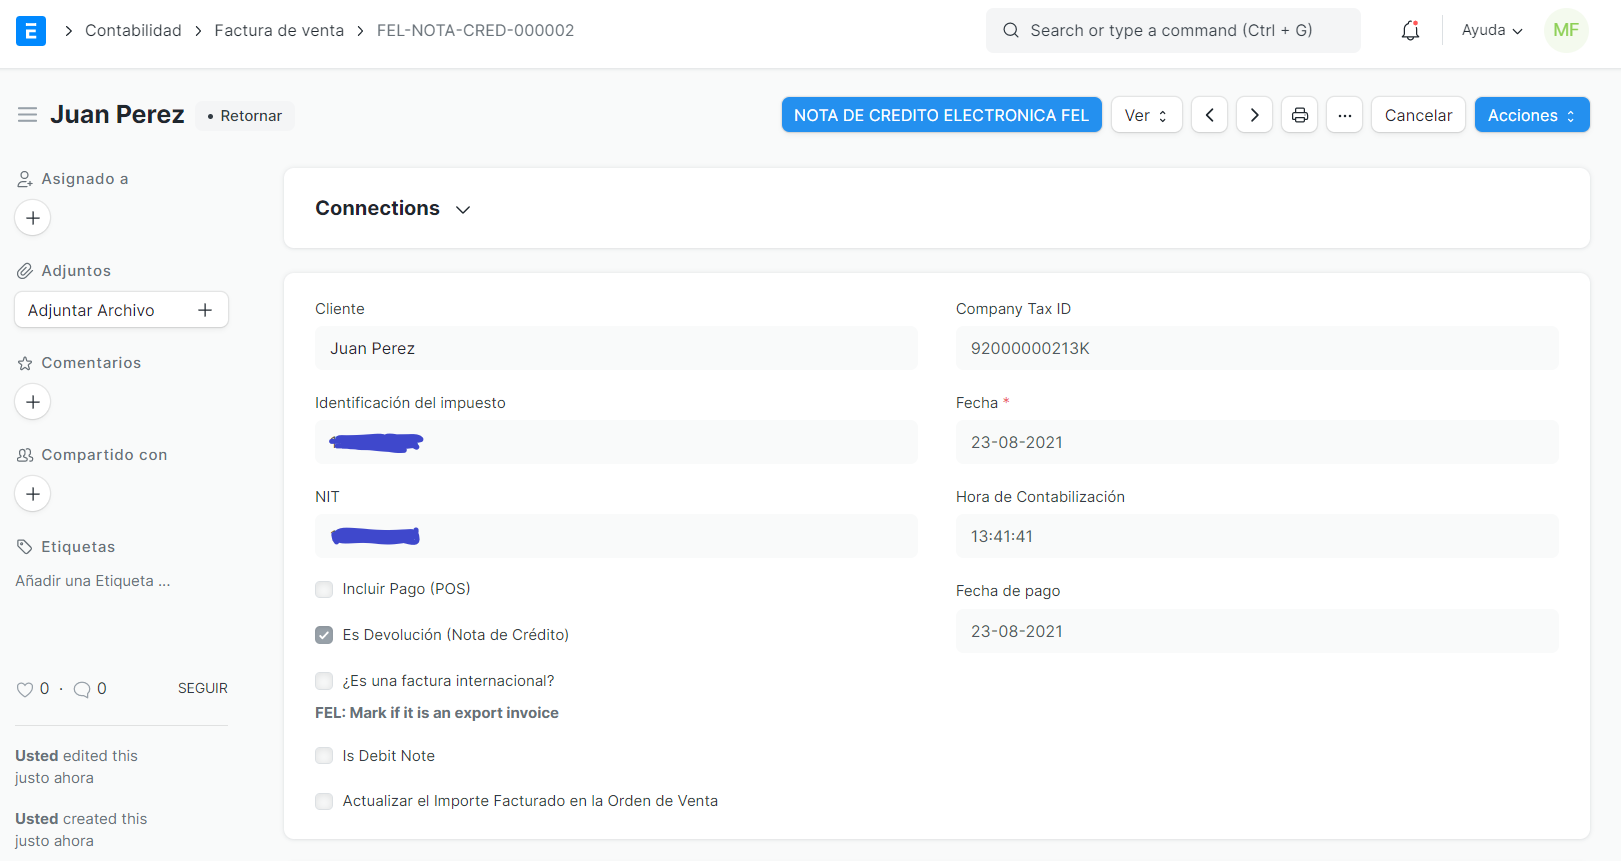 E > Contabilidad > Factura de venta > FEL-NOTA-CRED-000002
Search or type a command (Ctrl + G)
Ayuda
MF
Juan Perez
• Retornar
NOTA DE CREDITO ELECTRONICA FEL
Ver
...
Cancelar
Acciones
Asignado a
Adjuntos
Adjuntar Archivo
Comentarios
Compartido con
Etiquetas
Añadir una Etiqueta ...
0 · 0
SEGUIR
Usted edited this
justo ahora
Usted created this
justo ahora
Connections
Cliente
Juan Perez
Identificación del impuesto
NIT
Incluir Pago (POS)
Es Devolución (Nota de Crédito)
¿Es una factura internacional?
FEL: Mark if it is an export invoice
Is Debit Note
Actualizar el Importe Facturado en la Orden de Venta
Company Tax ID
92000000213K
Fecha *
23-08-2021
Hora de Contabilización
13:41:41
Fecha de pago
23-08-2021